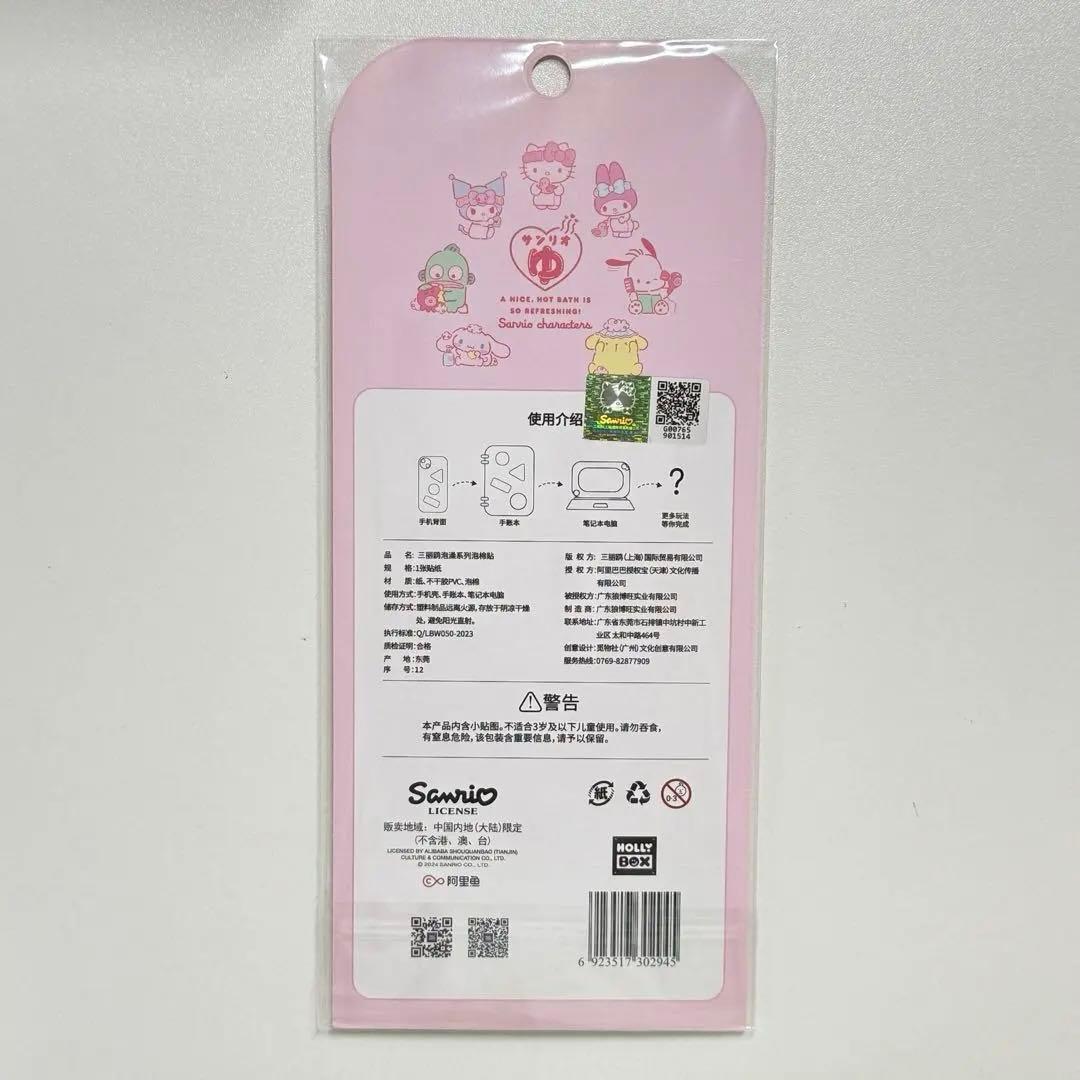 サンリオ
ゆ
A NICE, HOT BATH IS
SO REFRESHING!
Sanrio characters
使用介绍
Sanrio
G00765
901514
?
手机背面
手账本
笔记本电脑
更多玩法
等你完成
品 名: 三丽鸥泡澡系列泡棉贴
规 格:1张贴纸
材 质:纸、不干胶PVC、泡棉
使用方式:手机壳、手账本、笔记本电脑
储存方式:塑料制品远离火源,存放于阴凉干燥
处,避免阳光直射。
执行标准:Q/LBW050-2023
质检证明:合格
产 地:东莞
序 号:12
版 权 方: 三丽鸥(上海)国际贸易有限公司
授 权 方:阿里巴巴授权宝(天津)文化传播
有限公司
被授权方:广东狼博旺实业有限公司
制 造 商:广东狼博旺实业有限公司
联系地址:广东省东莞市石排镇中坑村中新工
业区 太和中路464号
创意设计:觅物社(广州)文化创意有限公司
服务热线:0769-82877909
警告
本产品内含小贴图。不适合3岁及以下儿童使用。请勿吞食,
有窒息危险,该包装含重要信息,请予以保留。
Sanrio
LICENSE
贩卖地域：中国内地(大陆)限定
(不含港、澳、台)
LICENSED BY ALIBABA SHOUQUANBAO (TIANJIN)
CULTURE & COMMUNICATION CO., LTD.
© 2024 SANRIO CO., LTD.
阿里鱼
紙
0-3
HOLLY
BOX
6 923517 302945